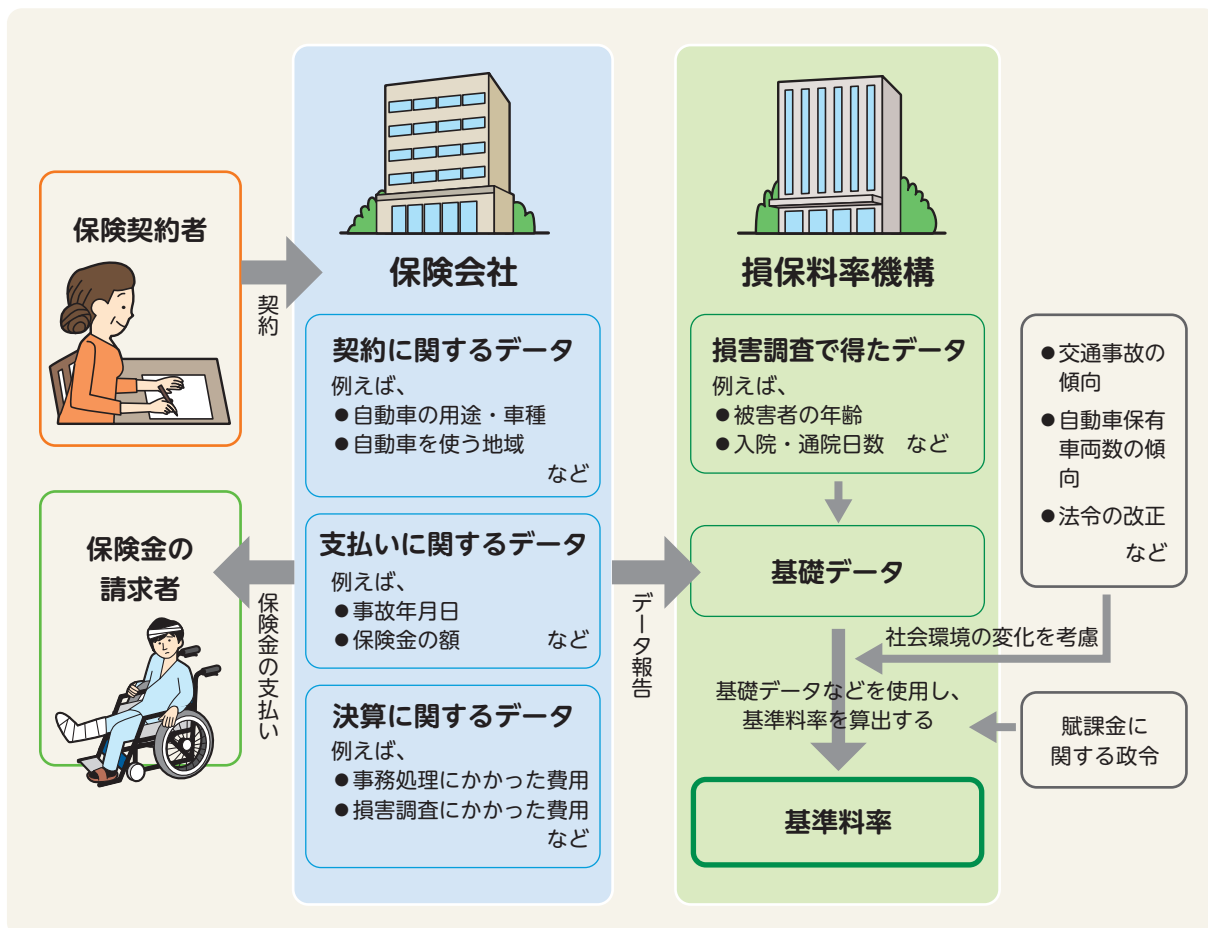 保険契約者
契約
保険金の
請求者
保険金の支払い
保険会社
契約に関するデータ
例えば、
●自動車の用途・車種
●自動車を使う地域
など
支払いに関するデータ
例えば、
●事故年月日
●保険金の額 など
決算に関するデータ
例えば、
●事務処理にかかった費用
●損害調査にかかった費用
など
データ報告
損保料率機構
損害調査で得たデータ
例えば、
●被害者の年齢
●入院・通院日数 など
基礎データ
社会環境の変化を考慮
基礎データなどを使用し、
基準料率を算出する
基準料率
●交通事故の
傾向
●自動車保有
車両数の傾
向
●法令の改正
など
賦課金に
関する政令